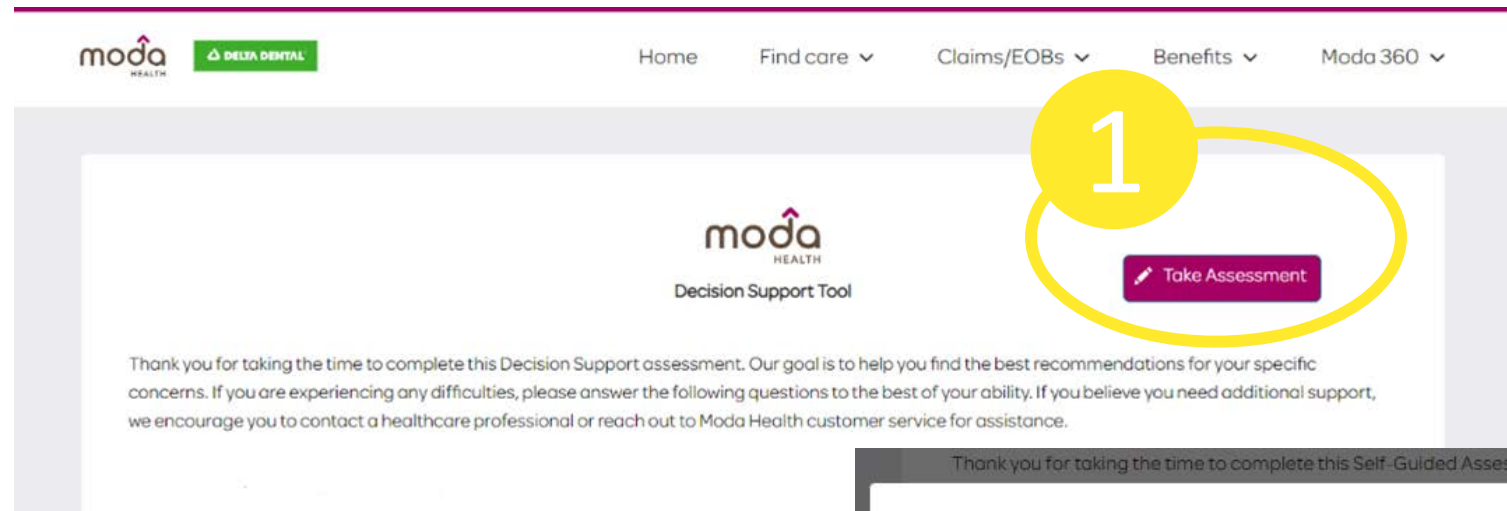 moda HEALTH DELTA DENTAL Home Find care Claims/EOBs Benefits Moda 360
1
moda
HEALTH
Take Assessment
Decision Support Tool
Thank you for taking the time to complete this Decision Support assessment. Our goal is to help you find the best recommendations for your specific
concerns. If you are experiencing any difficulties, please answer the following questions to the best of your ability. If you believe you need additional support,
we encourage you to contact a healthcare professional or reach out to Moda Health customer service for assistance.
Thank you for taking the time to complete this Self-Guided